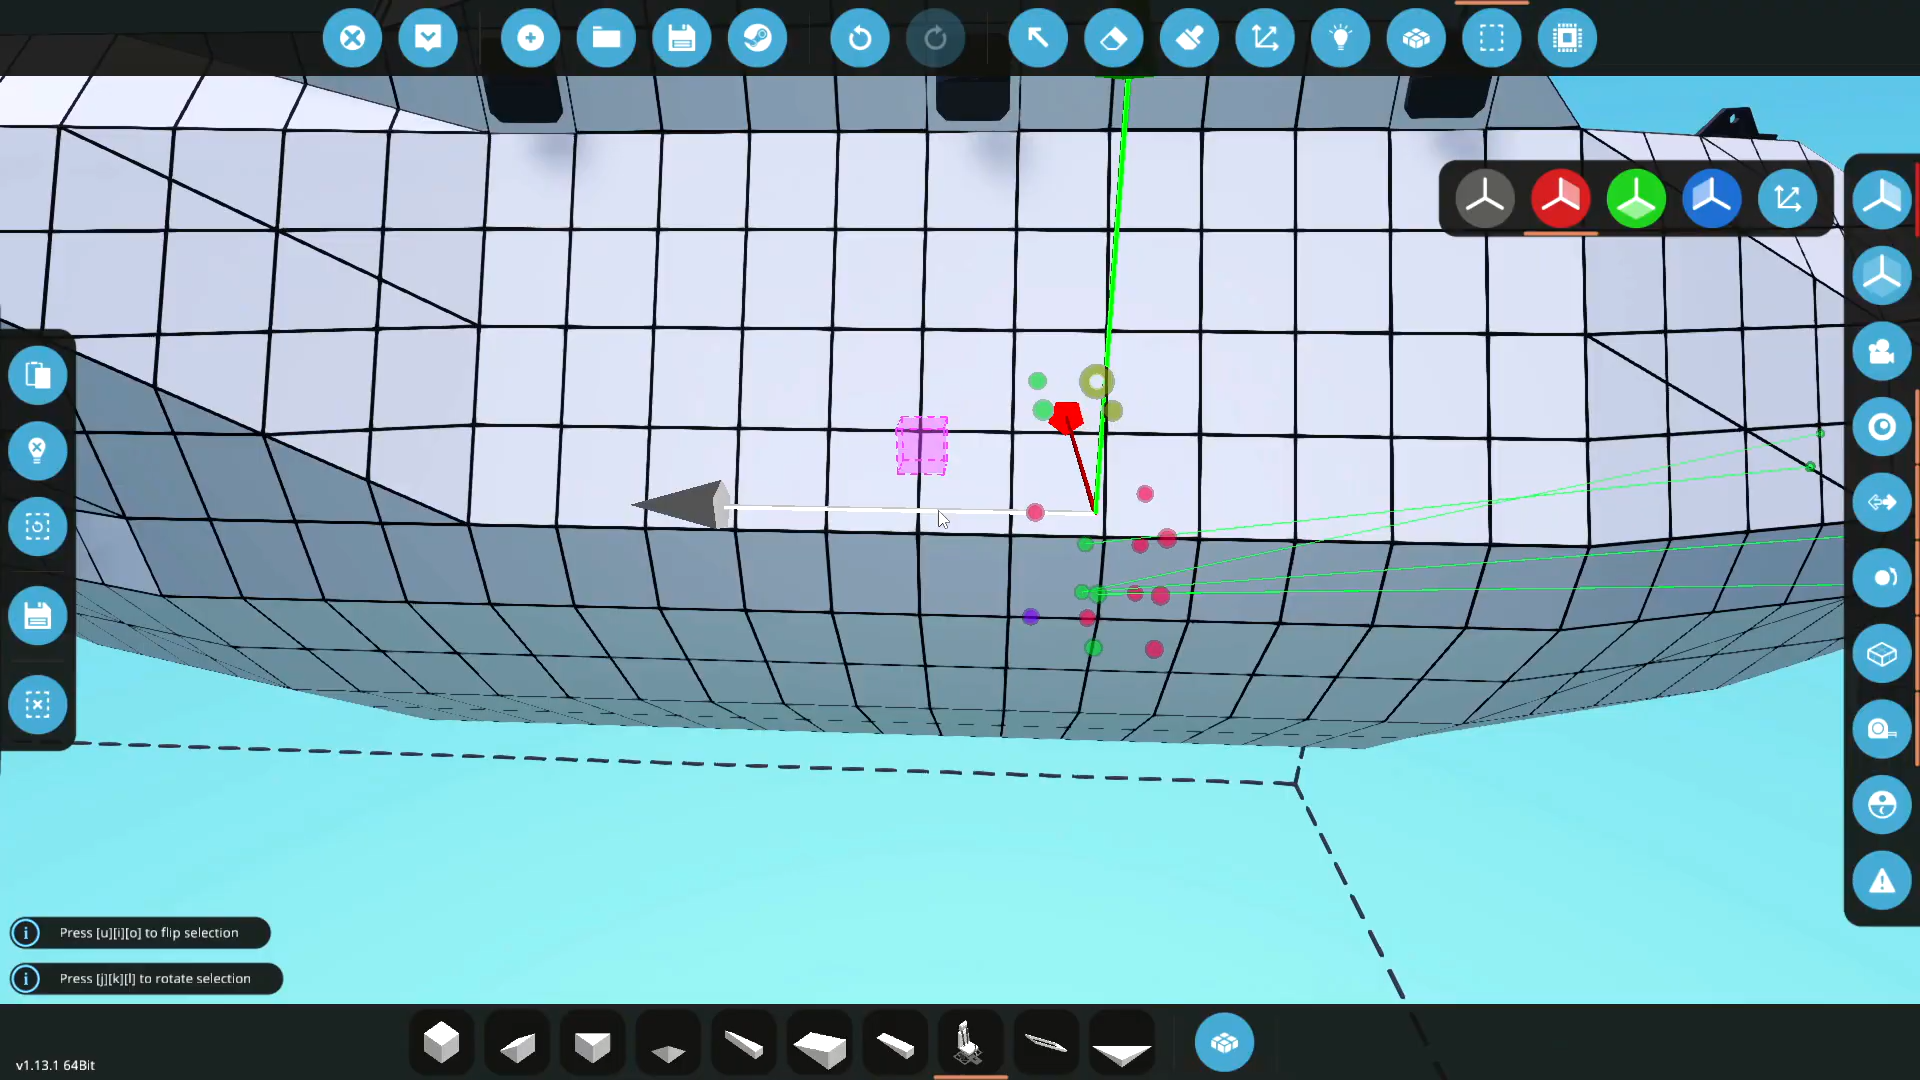 Press [u][i][o] to flip selection
Press [j][k][l] to rotate selection
v1.13.1 64Bit